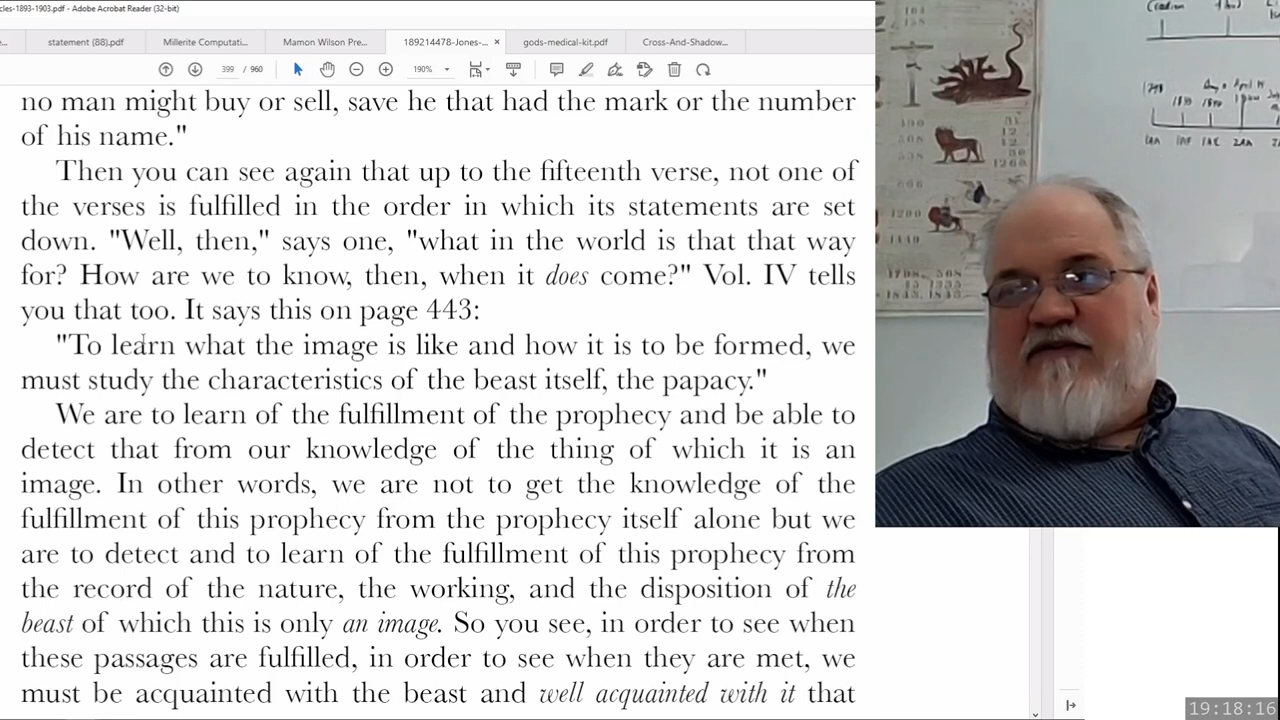 cles-1893-1903.pdf - Adobe Acrobat Reader (32-bit)
e...
statement (88).pdf
Millerite Computati...
Mamon Wilson Pre...
189214478-Jones-... ×
gods-medical-kit.pdf
Cross-And-Shadow...
399 / 960
190%
no man might buy or sell, save he that had the mark or the number
of his name."
Then you can see again that up to the fifteenth verse, not one of
the verses is fulfilled in the order in which its statements are set
down. "Well, then," says one, "what in the world is that that way
for? How are we to know, then, when it does come?" Vol. IV tells
you that too. It says this on page 443:
"To learn what the image is like and how it is to be formed, we
must study the characteristics of the beast itself, the papacy."
We are to learn of the fulfillment of the prophecy and be able to
detect that from our knowledge of the thing of which it is an
image. In other words, we are not to get the knowledge of the
fulfillment of this prophecy from the prophecy itself alone but we
are to detect and to learn of the fulfillment of this prophecy from
the record of the nature, the working, and the disposition of the
beast of which this is only an image. So you see, in order to see when
these passages are fulfilled, in order to see when they are met, we
must be acquainted with the beast and well acquainted with it that
19:18:16